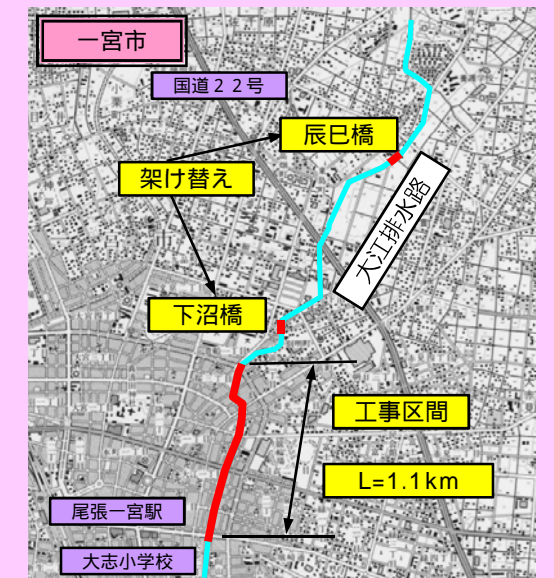 一宮市
国道２２号
辰巳橋
架け替え
大江排水路
下沼橋
工事区間
L=1.1km
尾張一宮駅
大志小学校